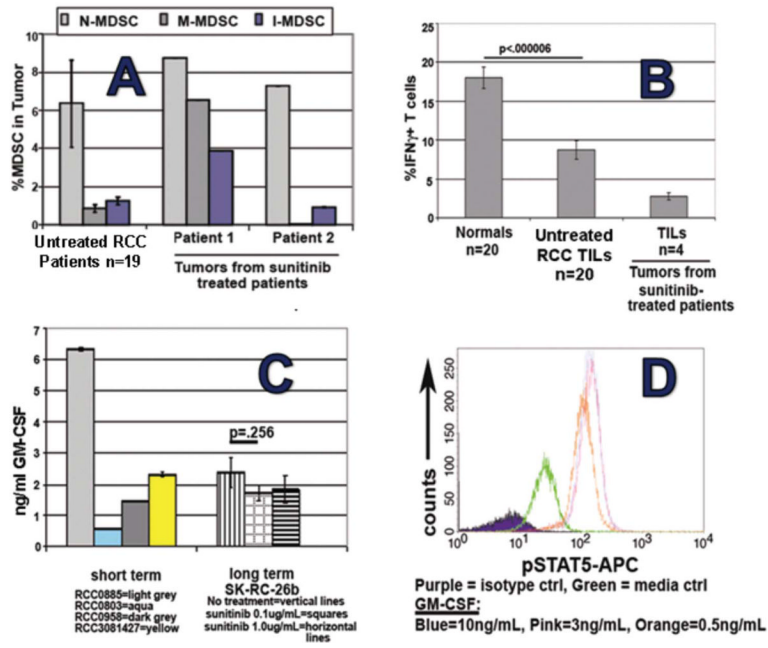 N-MDSC M-MDSC I-MDSC
A
%MDSC in Tumor
10
8
6
4
2
0
Untreated RCC
Patients n=19
Patient 1 Patient 2
Tumors from sunitinib
treated patients
B
p<.000006
%IFNγ+ T cells
25
20
15
10
5
0
Normals
n=20
Untreated
RCC TILs
n=20
TILs
n=4
Tumors from
sunitinib-
treated patients
C
ng/ml GM-CSF
7
6
5
4
3
2
1
0
p=.256
short term
RCC0885=light grey
RCC0803=aqua
RCC0958=dark grey
RCC3081427=yellow
long term
SK-RC-26b
No treatment=vertical lines
sunitinib 0.1ug/mL=squares
sunitinib 1.0ug/mL=horizontal
lines
D
counts
250
200
150
100
50
0
10⁰ 10¹ 10² 10³ 10⁴
pSTAT5-APC
Purple = isotype ctrl, Green = media ctrl
GM-CSF:
Blue=10ng/mL, Pink=3ng/mL, Orange=0.5ng/mL